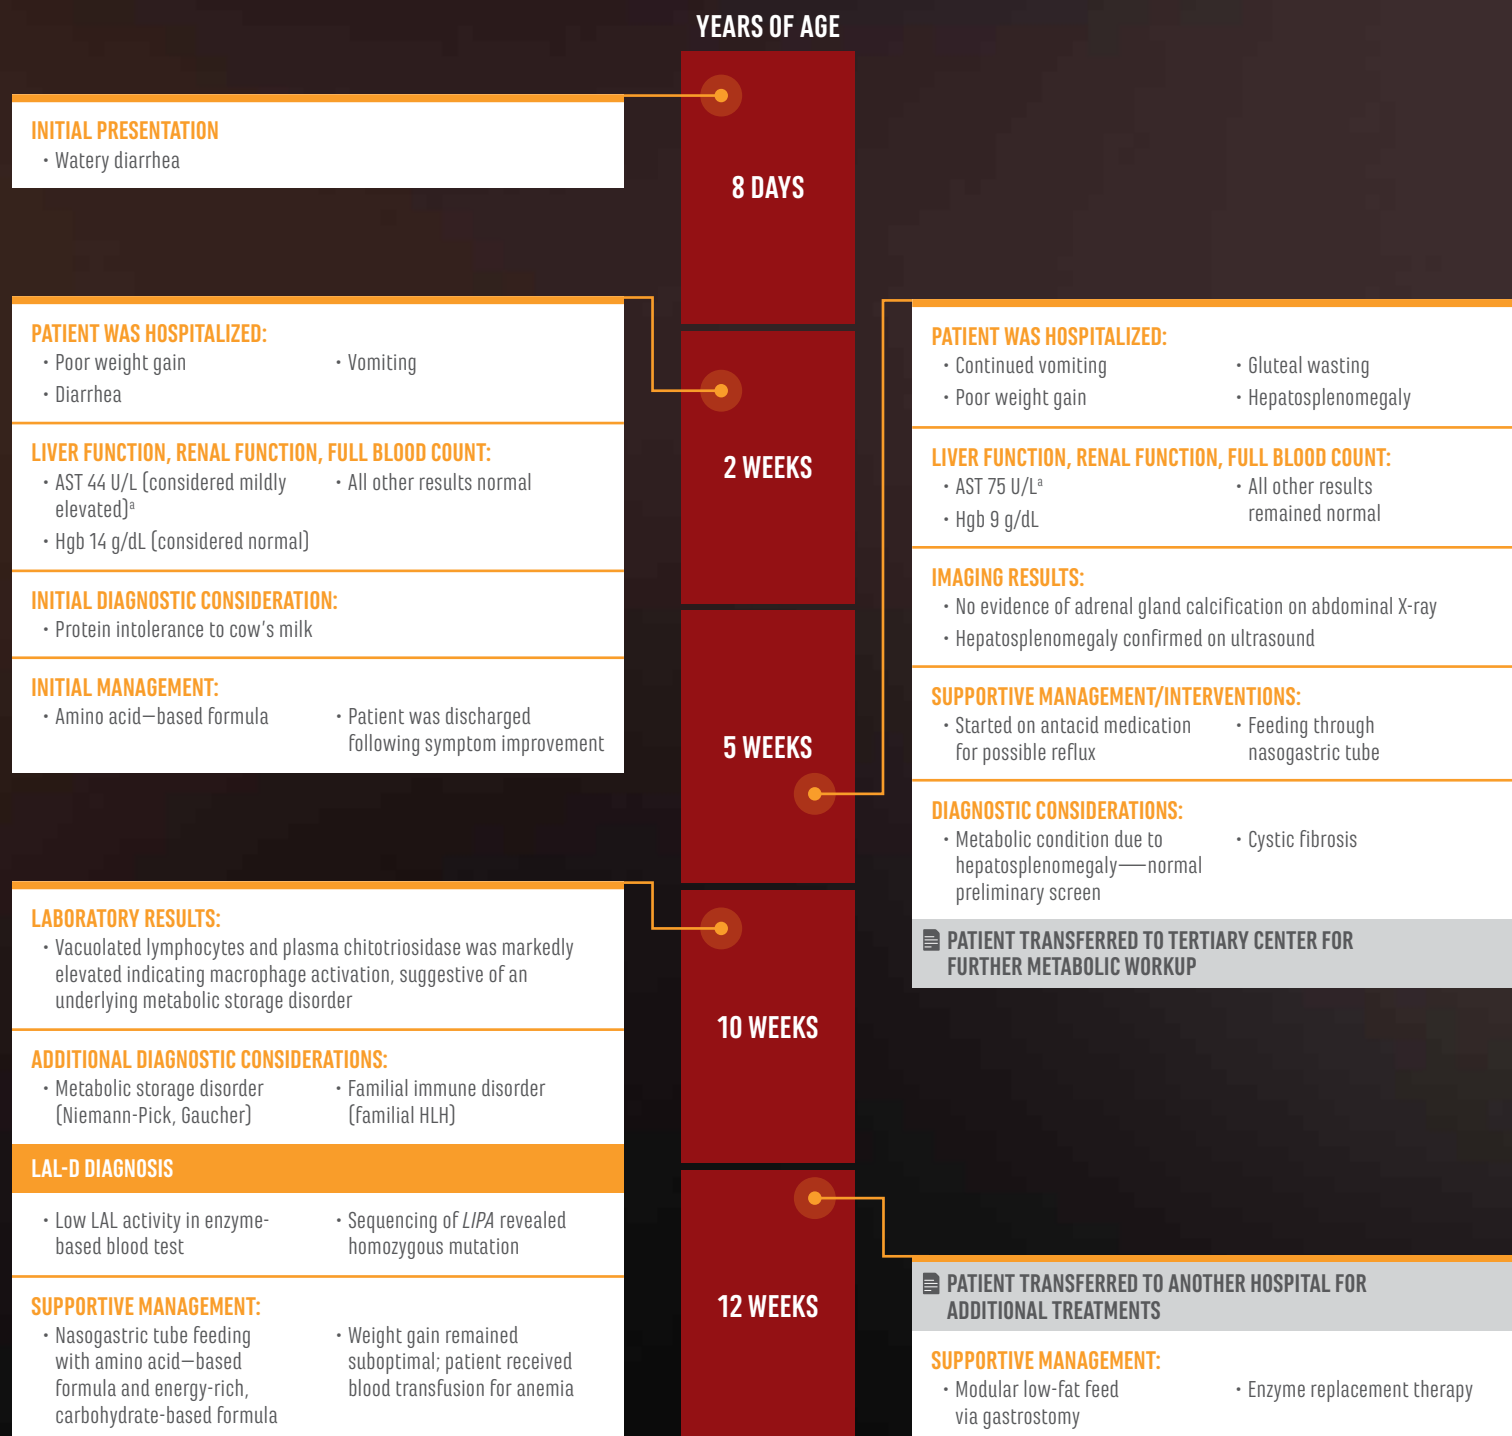 YEARS OF AGE
8 DAYS
INITIAL PRESENTATION
• Watery diarrhea
2 WEEKS
PATIENT WAS HOSPITALIZED:
• Poor weight gain
• Diarrhea
• Vomiting
LIVER FUNCTION, RENAL FUNCTION, FULL BLOOD COUNT:
• AST 44 U/L (considered mildly
elevated)ᵃ
• Hgb 14 g/dL (considered normal)
• All other results normal
INITIAL DIAGNOSTIC CONSIDERATION:
• Protein intolerance to cow's milk
INITIAL MANAGEMENT:
• Amino acid–based formula
• Patient was discharged
following symptom improvement
5 WEEKS
PATIENT WAS HOSPITALIZED:
• Continued vomiting
• Poor weight gain
• Gluteal wasting
• Hepatosplenomegaly
LIVER FUNCTION, RENAL FUNCTION, FULL BLOOD COUNT:
• AST 75 U/Lᵃ
• Hgb 9 g/dL
• All other results
remained normal
IMAGING RESULTS:
• No evidence of adrenal gland calcification on abdominal X-ray
• Hepatosplenomegaly confirmed on ultrasound
SUPPORTIVE MANAGEMENT/INTERVENTIONS:
• Started on antacid medication
for possible reflux
• Feeding through
nasogastric tube
DIAGNOSTIC CONSIDERATIONS:
• Metabolic condition due to
hepatosplenomegaly—normal
preliminary screen
• Cystic fibrosis
PATIENT TRANSFERRED TO TERTIARY CENTER FOR
FURTHER METABOLIC WORKUP
10 WEEKS
LABORATORY RESULTS:
• Vacuolated lymphocytes and plasma chitotriosidase was markedly
elevated indicating macrophage activation, suggestive of an
underlying metabolic storage disorder
ADDITIONAL DIAGNOSTIC CONSIDERATIONS:
• Metabolic storage disorder
(Niemann-Pick, Gaucher)
• Familial immune disorder
(familial HLH)
LAL-D DIAGNOSIS
• Low LAL activity in enzyme-
based blood test
• Sequencing of LIPA revealed
homozygous mutation
SUPPORTIVE MANAGEMENT:
• Nasogastric tube feeding
with amino acid–based
formula and energy-rich,
carbohydrate-based formula
• Weight gain remained
suboptimal; patient received
blood transfusion for anemia
12 WEEKS
PATIENT TRANSFERRED TO ANOTHER HOSPITAL FOR
ADDITIONAL TREATMENTS
SUPPORTIVE MANAGEMENT:
• Modular low-fat feed
via gastrostomy
• Enzyme replacement therapy